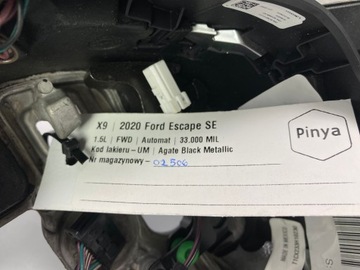 X9 | 2020 Ford Escape SE
1.5L | FWD | Automat | 33.000 MIL
Kod lakieru - UM | Agate Black Metallic
Nr magazynowy - 02506
Pinya